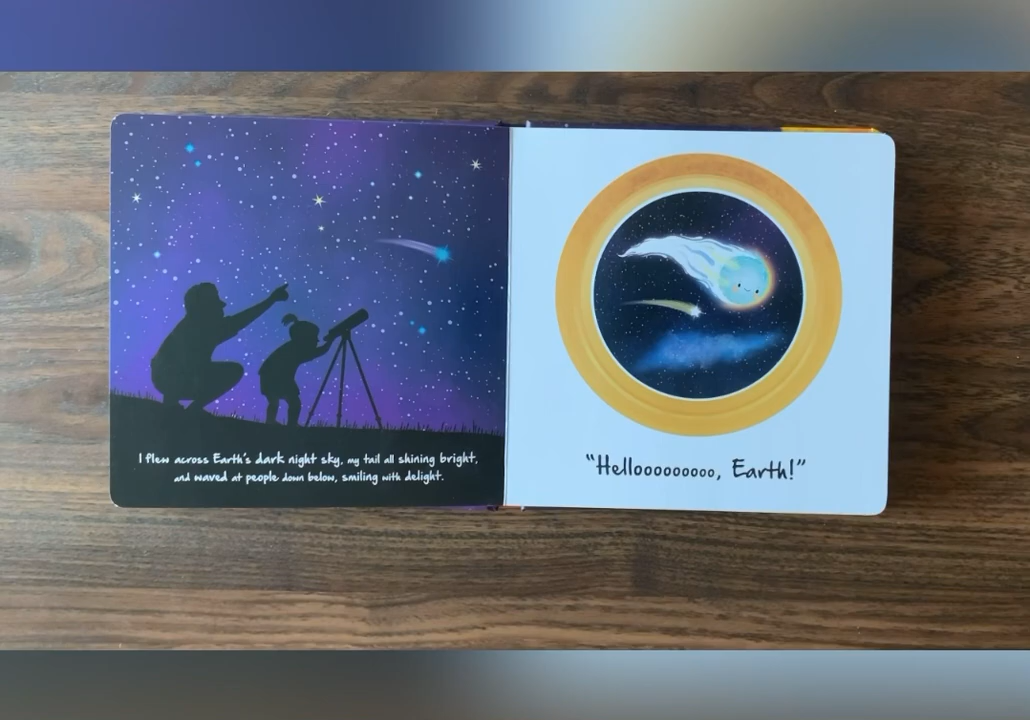 I flew across Earth's dark night sky, my tail all shining bright,
and waved at people down below, smiling with delight.
"Hellooooooooo, Earth!"